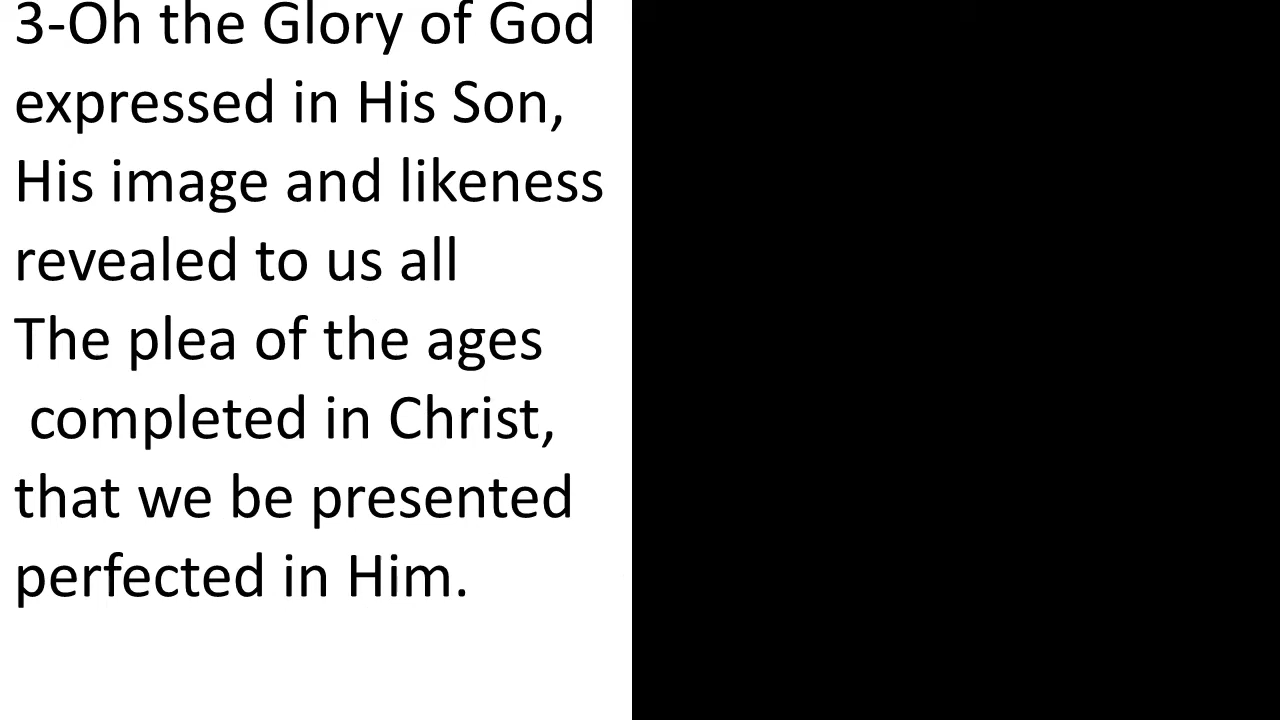 3-Oh the Glory of God
expressed in His Son,
His image and likeness
revealed to us all
The plea of the ages
completed in Christ,
that we be presented
perfected in Him.